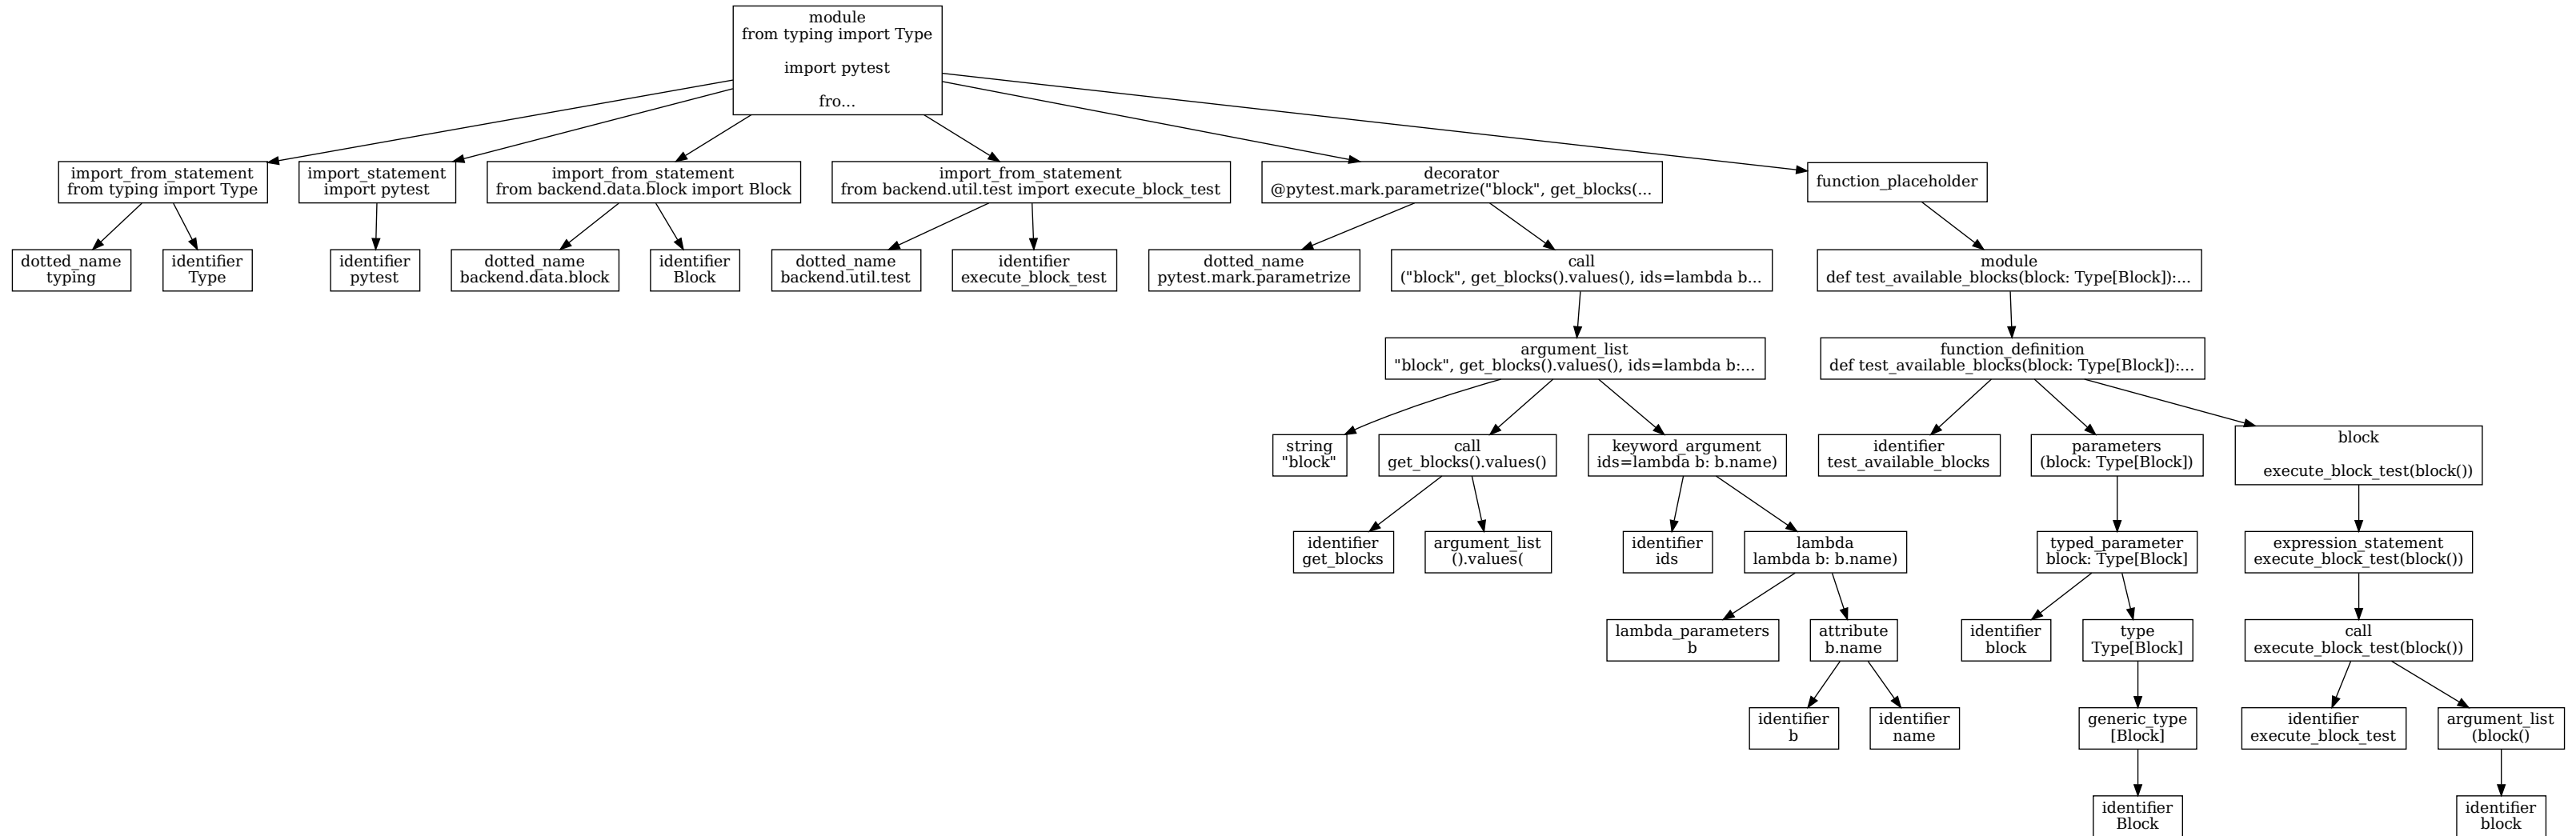 module
from typing import Type
import pytest
fro...
import_from_statement
from typing import Type
import_statement
import pytest
import_from_statement
from backend.data.block import Block
import_from_statement
from backend.util.test import execute_block_test
decorator
@pytest.mark.parametrize("block", get_blocks(...
function_placeholder
dotted_name
typing
identifier
Type
identifier
pytest
dotted_name
backend.data.block
identifier
Block
dotted_name
backend.util.test
identifier
execute_block_test
dotted_name
pytest.mark.parametrize
call
("block", get_blocks().values(), ids=lambda b...
module
def test_available_blocks(block: Type[Block]):...
argument_list
"block", get_blocks().values(), ids=lambda b:...
function_definition
def test_available_blocks(block: Type[Block]):...
string
"block"
call
get_blocks().values()
keyword_argument
ids=lambda b: b.name)
identifier
test_available_blocks
parameters
(block: Type[Block])
block
execute_block_test(block())
identifier
get_blocks
argument_list
().values(
identifier
ids
lambda
lambda b: b.name)
typed_parameter
block: Type[Block]
expression_statement
execute_block_test(block())
lambda_parameters
b
attribute
b.name
identifier
block
type
Type[Block]
call
execute_block_test(block())
identifier
b
identifier
name
generic_type
[Block]
identifier
execute_block_test
argument_list
(block()
identifier
Block
identifier
block